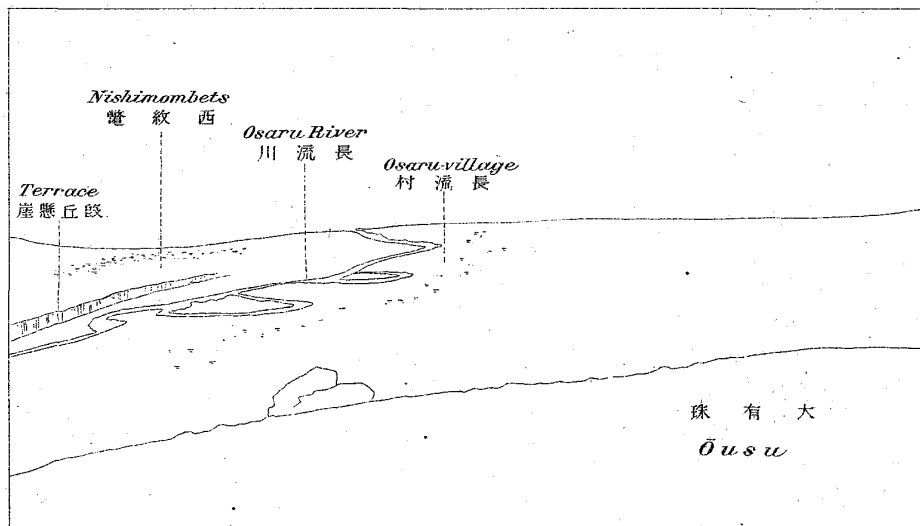 Nishimombets
鼈紋西
Osaru River
川流長
Osaru-village
村流長
Terrace
崖懸丘段
珠有大
Ōusu